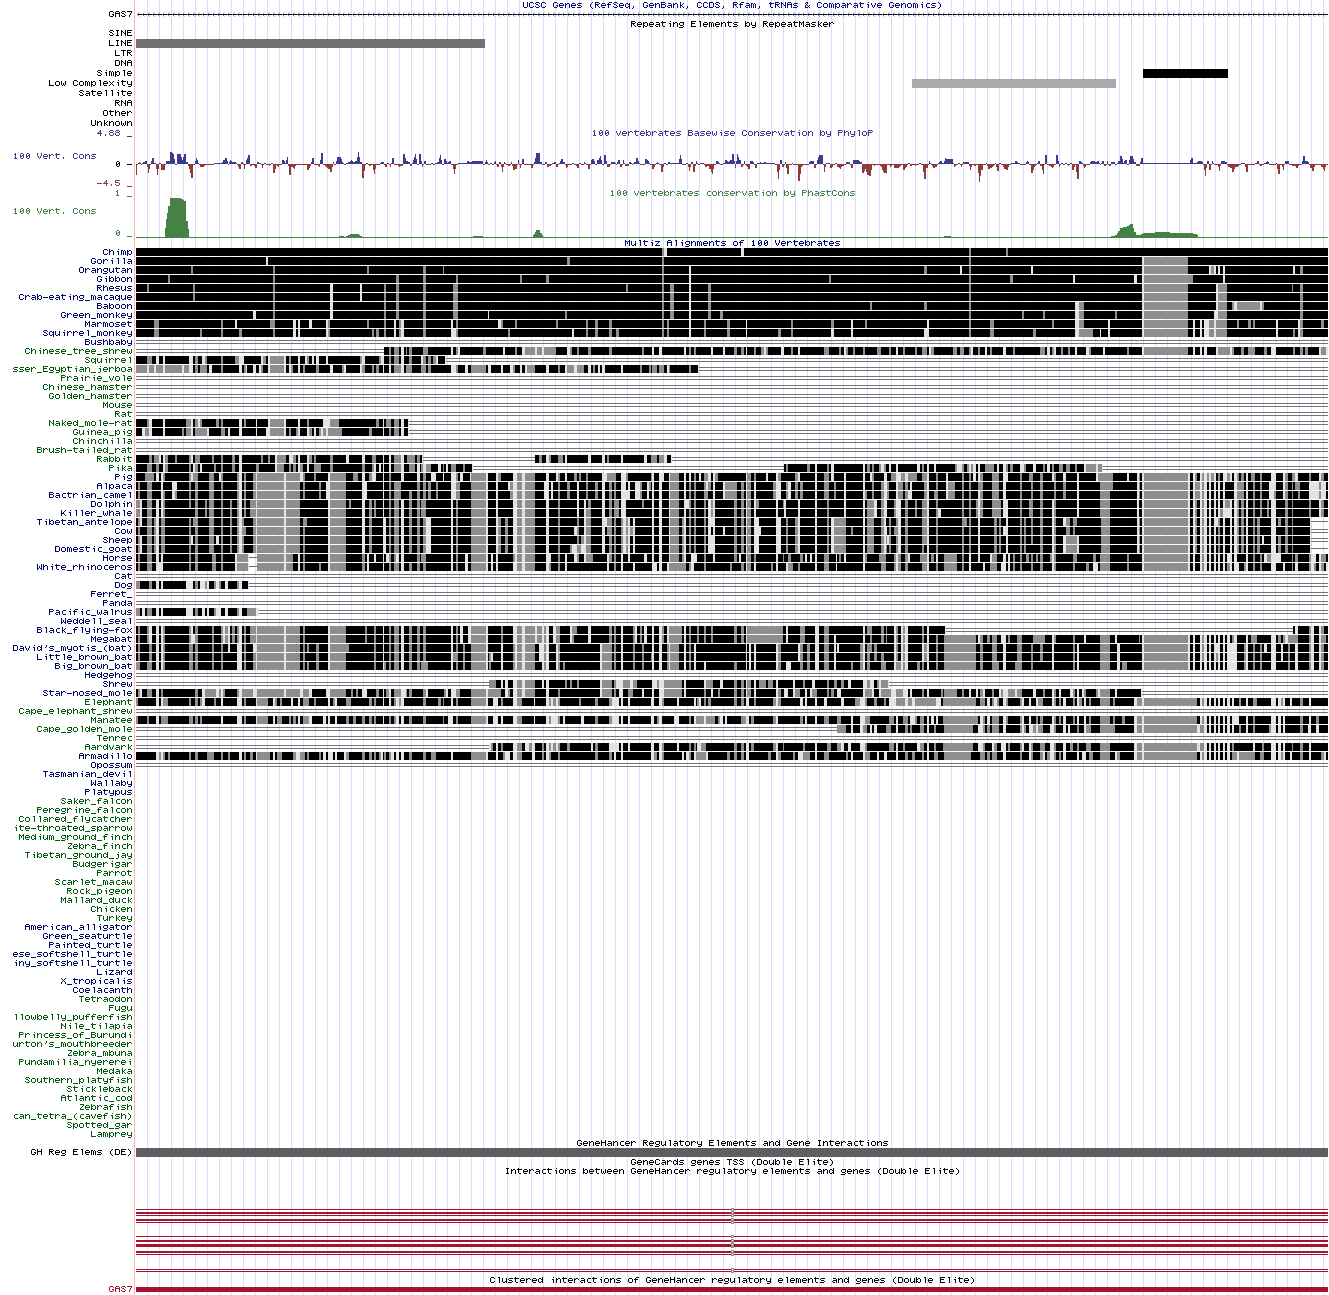 UCSC Genes (RefSeq, GenBank, CCDS, Rfam, tRNAs & Comparative Genomics)
GAS7
Repeating Elements by RepeatMasker
SINE
LINE
LTR
DNA
Simple
Low Complexity
Satellite
RNA
Other
Unknown
4.88 _
100 vertebrates Basewise Conservation by PhyloP
100 Vert. Cons
0 _
-4.5 _
1 _
100 vertebrates conservation by PhastCons
100 Vert. Cons
0 _
Multiz Alignments of 100 Vertebrates
Chimp
Gorilla
Orangutan
Gibbon
Rhesus
Crab-eating_macaque
Baboon
Green_monkey
Marmoset
Squirrel_monkey
Bushbaby
Chinese_tree_shrew
Squirrel
sser_Egyptian_jerboa
Prairie_vole
Chinese_hamster
Golden_hamster
Mouse
Rat
Naked_mole-rat
Guinea_pig
Chinchilla
Brush-tailed_rat
Rabbit
Pika
Pig
Alpaca
Bactrian_camel
Dolphin
Killer_whale
Tibetan_antelope
Cow
Sheep
Domestic_goat
Horse
White_rhinoceros
Cat
Dog
Ferret_
Panda
Pacific_walrus
Weddell_seal
Black_flying-fox
Megabat
David's_myotis_(bat)
Little_brown_bat
Big_brown_bat
Hedgehog
Shrew
Star-nosed_mole
Elephant
Cape_elephant_shrew
Manatee
Cape_golden_mole
Tenrec
Aardvark
Armadillo
Opossum
Tasmanian_devil
Wallaby
Platypus
Saker_falcon
Peregrine_falcon
Collared_flycatcher
ite-throated_sparrow
Medium_ground_finch
Zebra_finch
Tibetan_ground_jay
Budgerigar
Parrot
Scarlet_macaw
Rock_pigeon
Mallard_duck
Chicken
Turkey
American_alligator
Green_seaturtle
Painted_turtle
ese_softshell_turtle
iny_softshell_turtle
Lizard
X_tropicalis
Coelacanth
Tetraodon
Fugu
llowbelly_pufferfish
Nile_tilapia
Princess_of_Burundi
urton's_mouthbreeder
Zebra_mbuna
Pundamilia_nyererei
Medaka
Southern_platyfish
Stickleback
Atlantic_cod
Zebrafish
can_tetra_(cavefish)
Spotted_gar
Lamprey
GeneHancer Regulatory Elements and Gene Interactions
GH Reg Elems (DE)
GeneCards genes TSS (Double Elite)
Interactions between GeneHancer regulatory elements and genes (Double Elite)
Clustered interactions of GeneHancer regulatory elements and genes (Double Elite)
GAS7